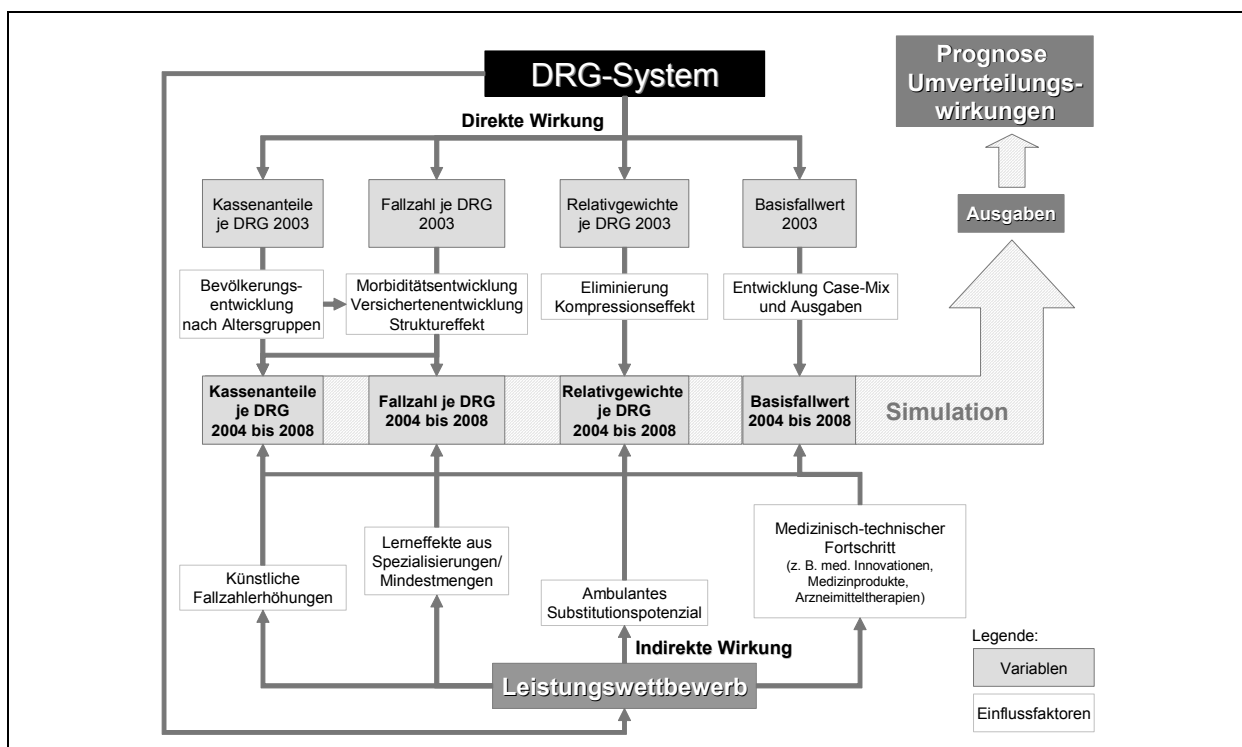 DRG-System
Prognose
Umverteilungs-
wirkungen
Direkte Wirkung
Kassenanteile
je DRG 2003
Fallzahl je DRG
2003
Relativgewichte
je DRG 2003
Basisfallwert
2003
Ausgaben
Bevölkerungs-
entwicklung
nach Altersgruppen
Morbiditätsentwicklung
Versichertenentwicklung
Struktureffekt
Eliminierung
Kompressionseffekt
Entwicklung Case-Mix
und Ausgaben
Kassenanteile
je DRG
2004 bis 2008
Fallzahl je DRG
2004 bis 2008
Relativgewichte
je DRG
2004 bis 2008
Basisfallwert
2004 bis 2008
Simulation
Künstliche
Fallzahlerhöhungen
Lerneffekte aus
Spezialisierungen/
Mindestmengen
Ambulantes
Substitutionspotenzial
Medizinisch-technischer
Fortschritt
(z. B. med. Innovationen,
Medizinprodukte,
Arzneimitteltherapien)
Indirekte Wirkung
Leistungswettbewerb
Legende:
Variablen
Einflussfaktoren